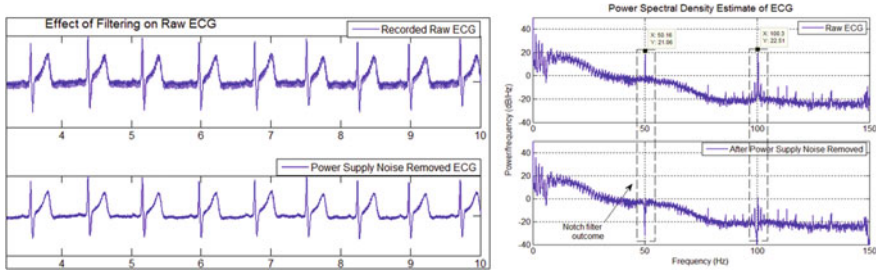 Effect of Filtering on Raw ECG
Recorded Raw ECG
4 5 6 7 8 9 10
Power Supply Noise Removed ECG
4 5 6 7 8 9 10
Power Spectral Density Estimate of ECG
X: 50.16
Y: 21.06
X: 100.3
Y: 22.51
Raw ECG
40
20
0
-20
-40
0 50 100 150
After Power Supply Noise Removed
40
20
0
-20
-40
0 50 100 150
Notch filter
outcome
Power/frequency (dB/Hz)
Frequency (Hz)